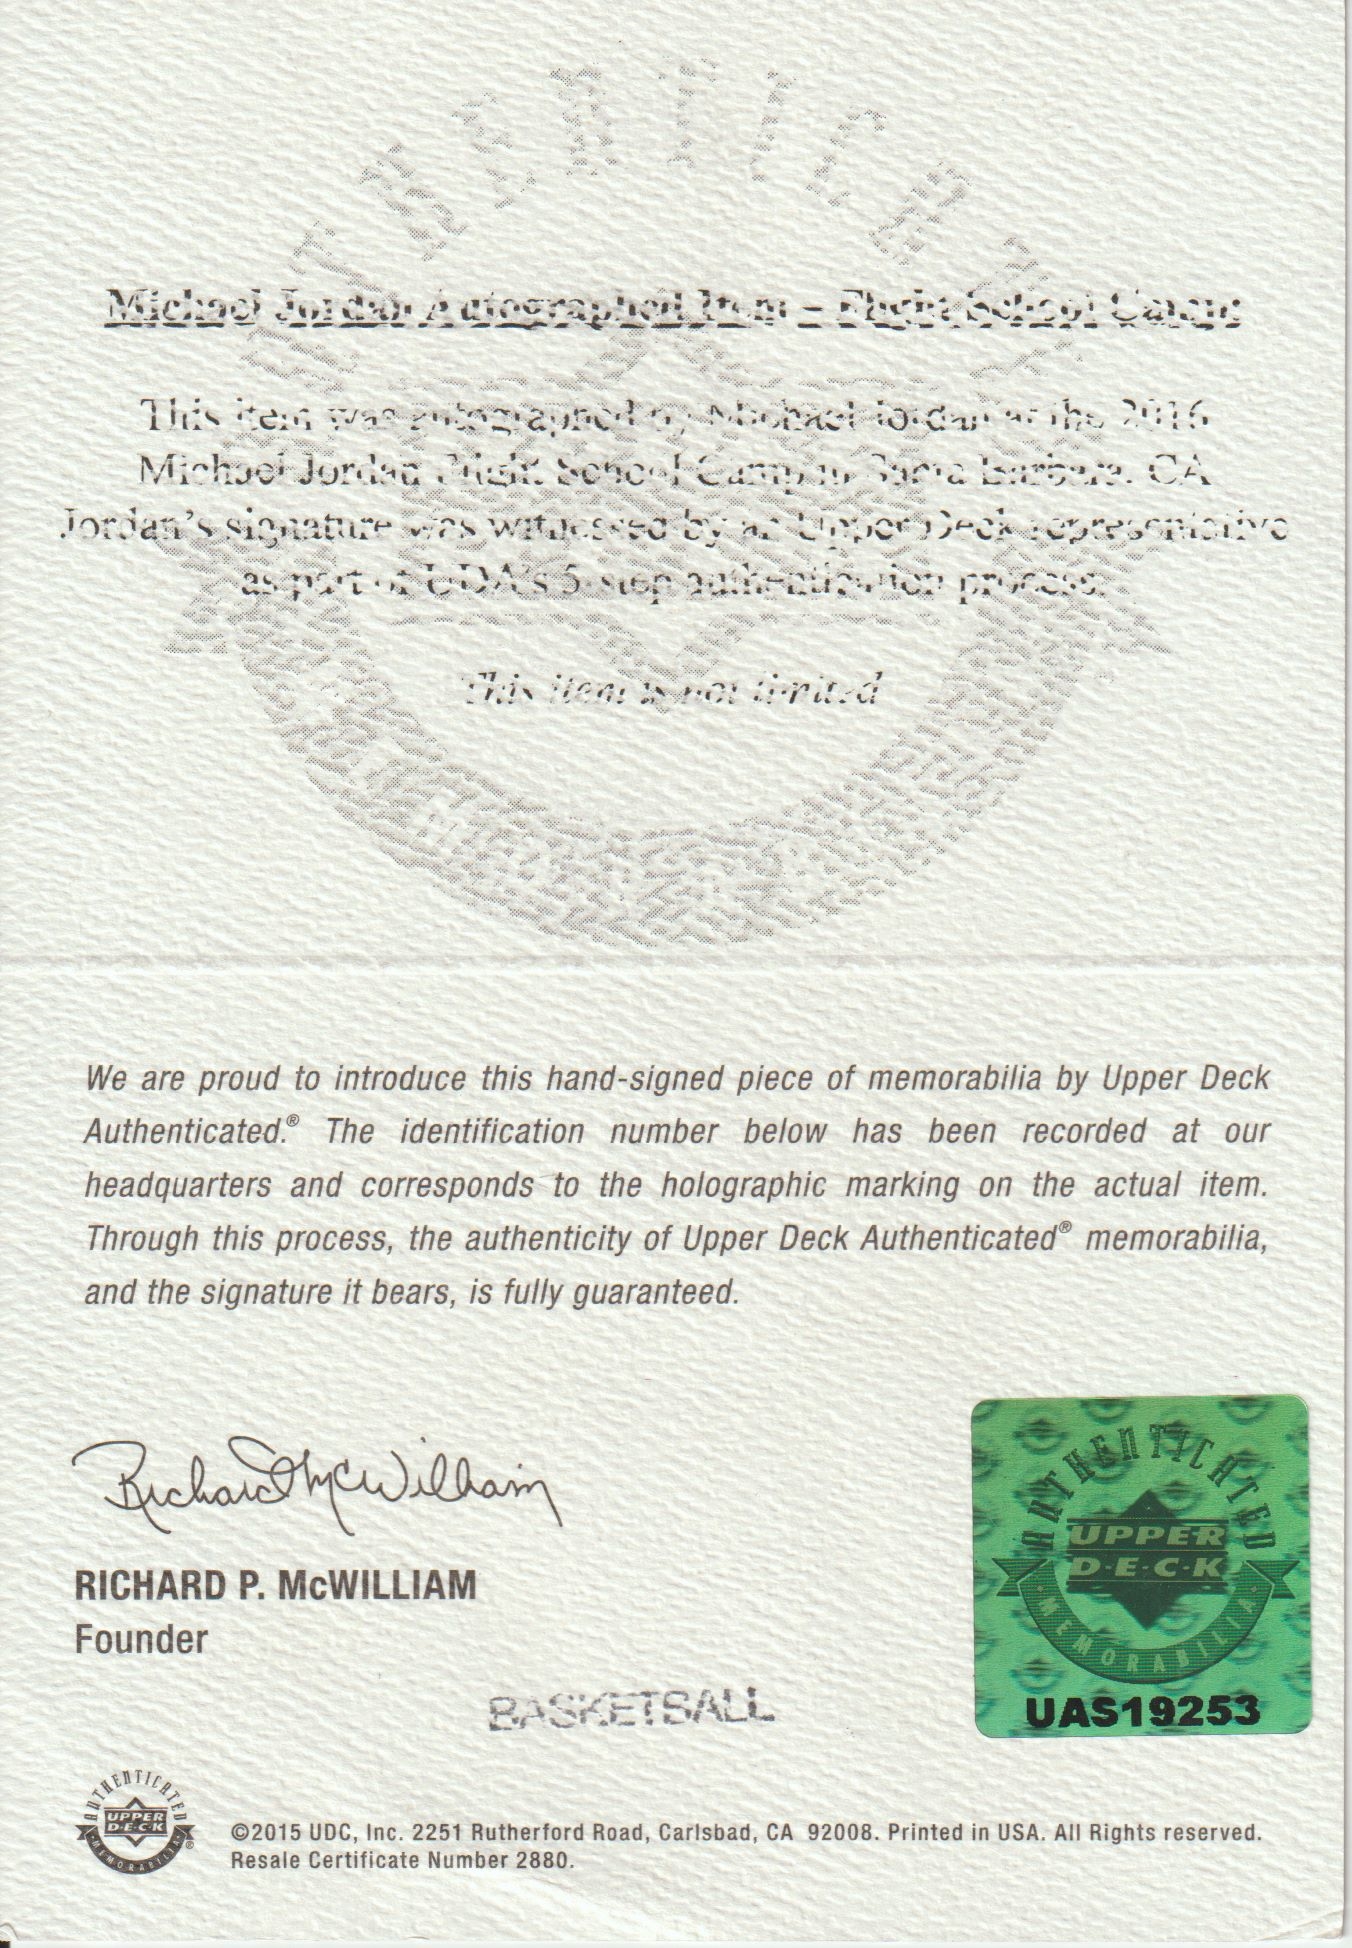 AUTHENTICATED
Michael Jordan Autographed Item – Flight School Camp
This item was autographed by Michael Jordan at the 2016
Michael Jordan Flight School Camp in Santa Barbara, CA
Jordan's signature was witnessed by an Upper Deck representative
as part of UDA's 5-step authentication process.
This item is not limited
We are proud to introduce this hand-signed piece of memorabilia by Upper Deck
Authenticated.® The identification number below has been recorded at our
headquarters and corresponds to the holographic marking on the actual item.
Through this process, the authenticity of Upper Deck Authenticated® memorabilia,
and the signature it bears, is fully guaranteed.
Richard McWilliam
RICHARD P. McWILLIAM
Founder
BASKETBALL
AUTHENTICATED
UPPER
D·E·C·K
MEMORABILIA
UAS19253
AUTHENTICATED
UPPER
D·E·C·K
MEMORABILIA
®
©2015 UDC, Inc. 2251 Rutherford Road, Carlsbad, CA 92008. Printed in USA. All Rights reserved.
Resale Certificate Number 2880.